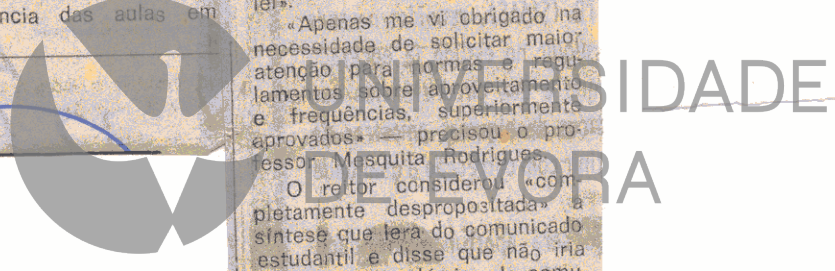 ncia das aulas em
lei».
«Apenas me vi obrigado na
necessidade de solicitar maior
atenção para normas e regu-
lamentos sobre aproveitamento
e frequências, superiormente
aprovados» — precisou o pro-
fessor Mesquita Rodrigues.
O reitor considerou «com-
pletamente despropositada» a
síntese que lera do comunicado
estudantil e disse que não iria
UNIVERSIDADE
DE ÉVORA